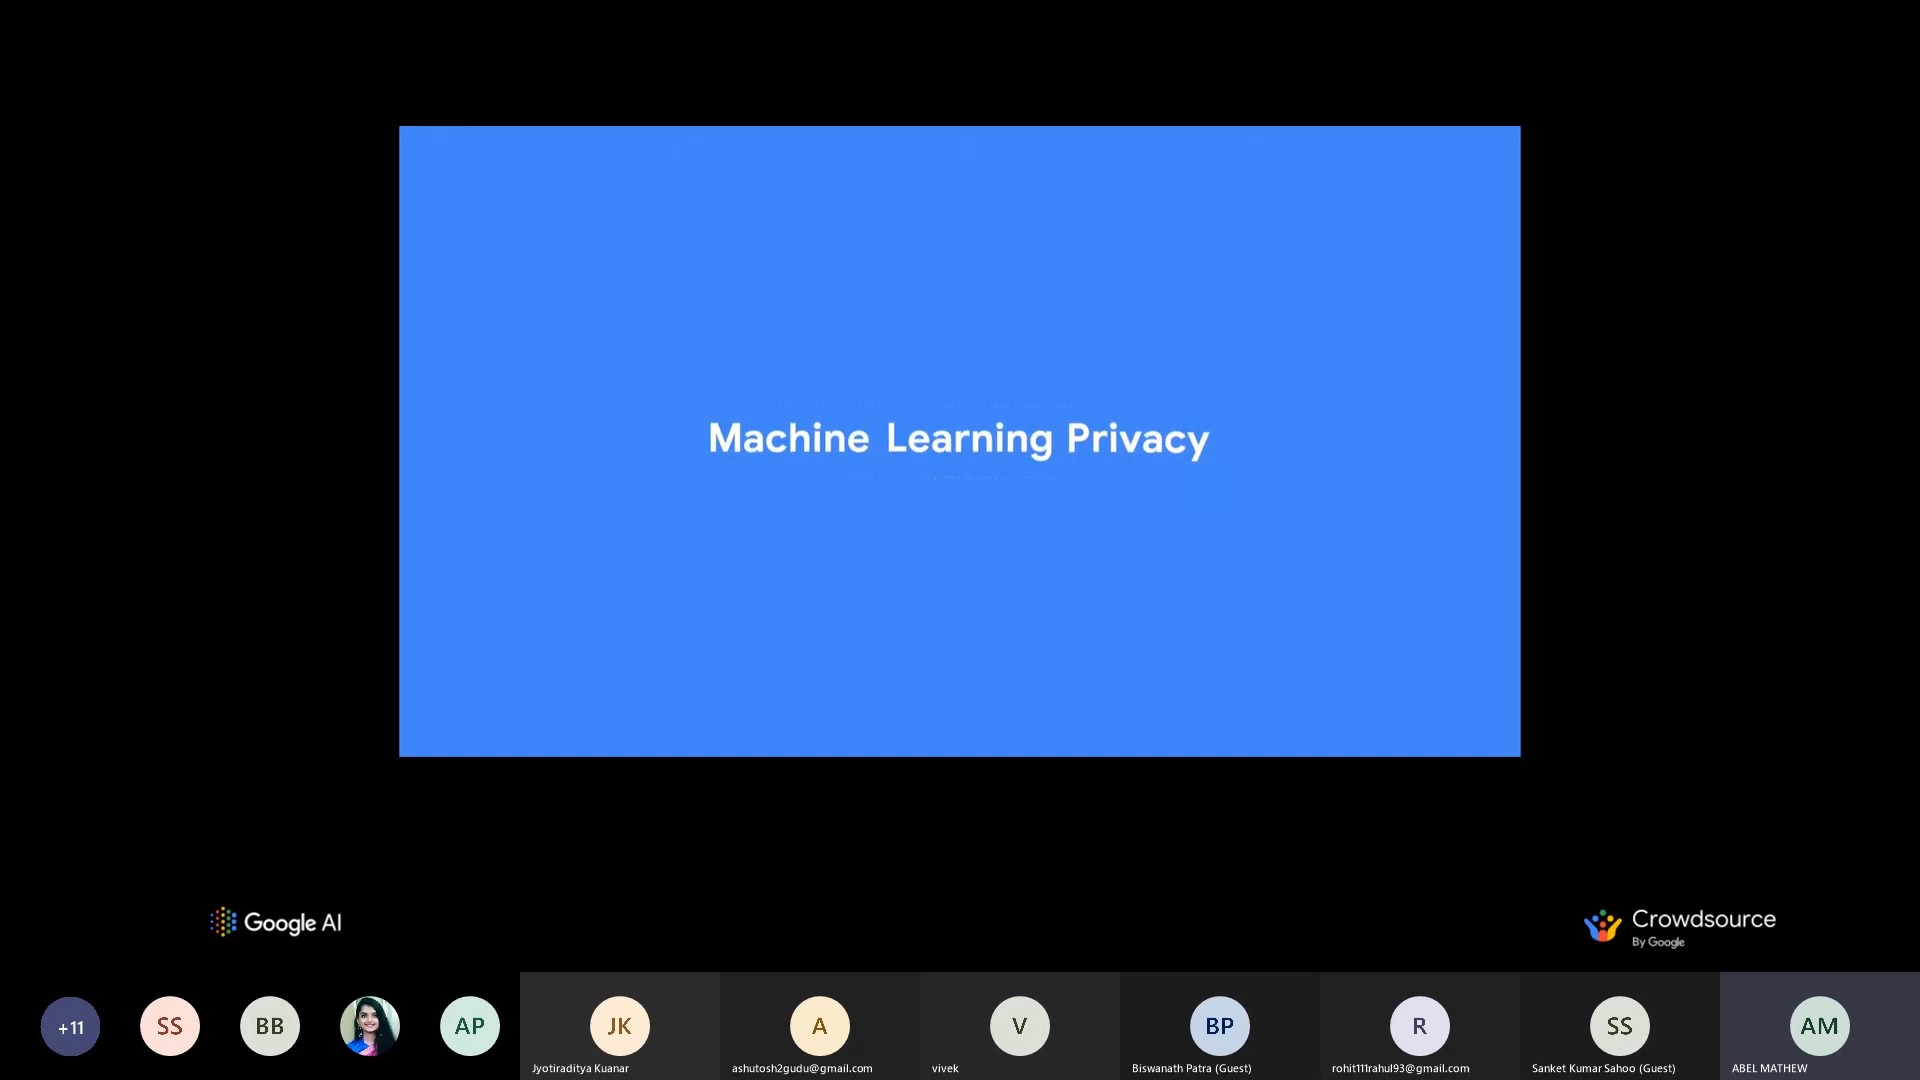 Machine Learning Privacy
Google AI
Crowdsource
By Google
+11
SS
BB
AP
JK
A
V
BP
R
SS
AM
Jyotiraditya Kuanar
ashutosh2gudu@gmail.com
vivek
Biswanath Patra (Guest)
rohit111rahul93@gmail.com
Sanket Kumar Sahoo (Guest)
ABEL MATHEW